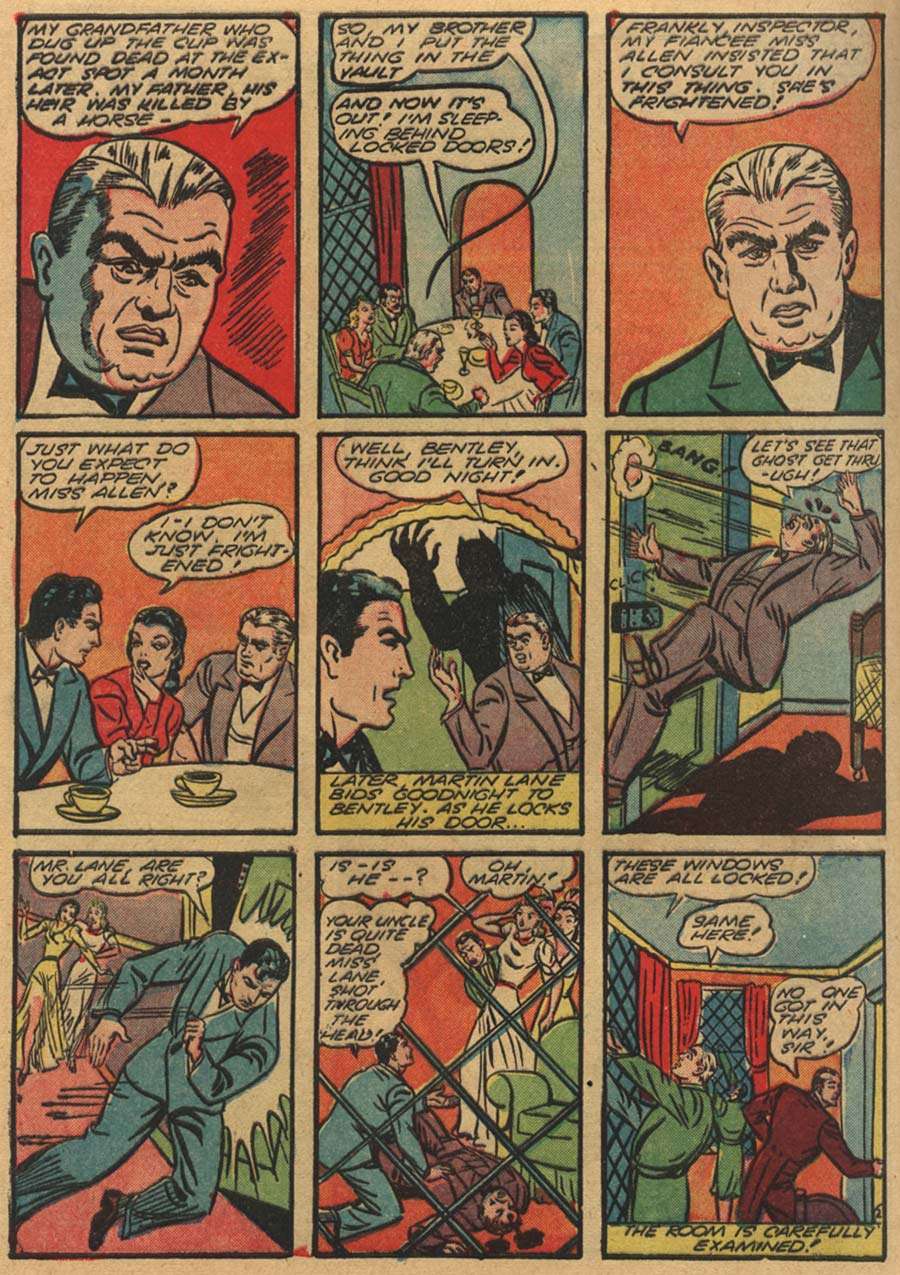 MY GRANDFATHER WHO
DUG UP THE CUP WAS
FOUND DEAD AT THE EX-
ACT SPOT A MONTH
LATER. MY FATHER, HIS
HEIR WAS KILLED BY
A HORSE -
SO, MY BROTHER
AND I PUT THE
THING IN THE
VAULT
AND NOW IT'S
OUT! I'M SLEEP-
ING BEHIND
LOCKED DOORS!
FRANKLY, INSPECTOR,
MY FIANCEE MISS
ALLEN INSISTED THAT
I CONSULT YOU IN
THIS THING. SHE'S
FRIGHTENED!
JUST WHAT DO
YOU EXPECT
TO HAPPEN,
MISS ALLEN?
I-I DON'T
KNOW. I'M
JUST FRIGHT-
ENED!
WELL BENTLEY,
THINK I'LL TURN IN.
GOOD NIGHT!
LATER, MARTIN LANE
BIDS GOODNIGHT TO
BENTLEY. AS HE LOCKS
HIS DOOR...
BANG!
LET'S SEE THAT
GHOST GET THRU
-UGH!
CLICK!
MR. LANE, ARE
YOU ALL RIGHT?
IS - IS
HE --?
OH,
MARTIN!
YOUR UNCLE
IS QUITE
DEAD
MISS
LANE,
SHOT
THROUGH
THE
HEAD!
THESE WINDOWS
ARE ALL LOCKED!
SAME
HERE!
NO ONE
GOT IN
THIS
WAY,
SIR!
2
THE ROOM IS CAREFULLY
EXAMINED!